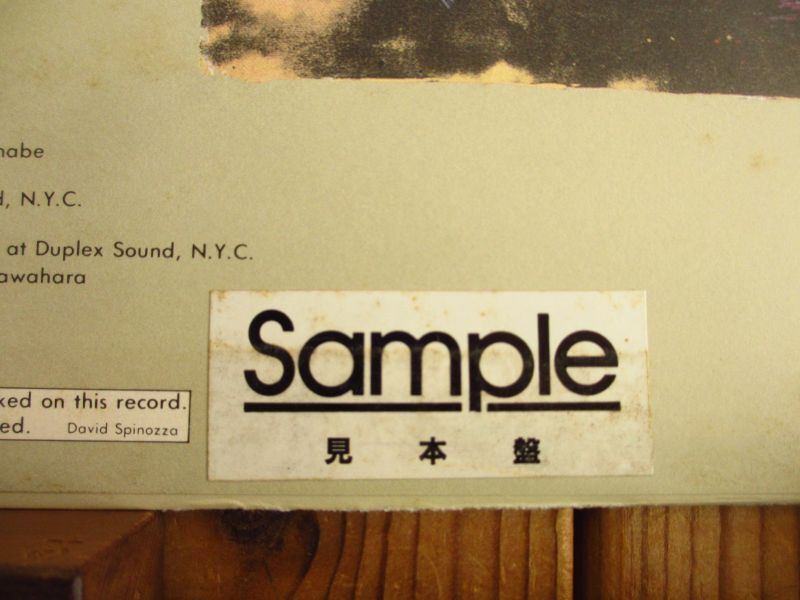 nabe
N.Y.C.
at Duplex Sound, N.Y.C.
awahara
ked on this record.
ed. David Spinozza
Sample
見本盤